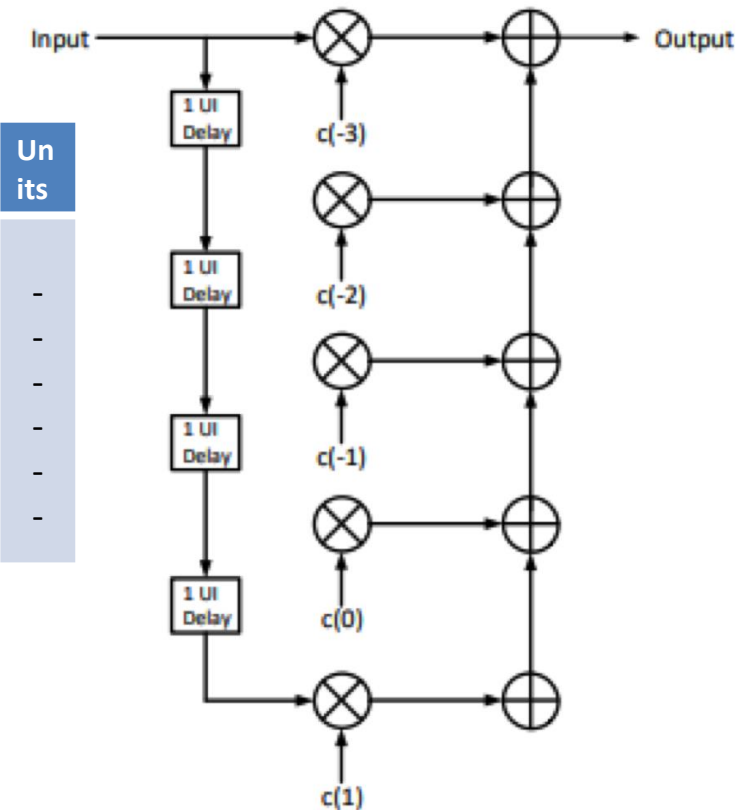 Input
Output
1 UI
Delay
c(-3)
Un
its
1 UI
Delay
c(-2)
-
-
-
1 UI
Delay
c(-1)
-
-
-
1 UI
Delay
c(0)
c(1)